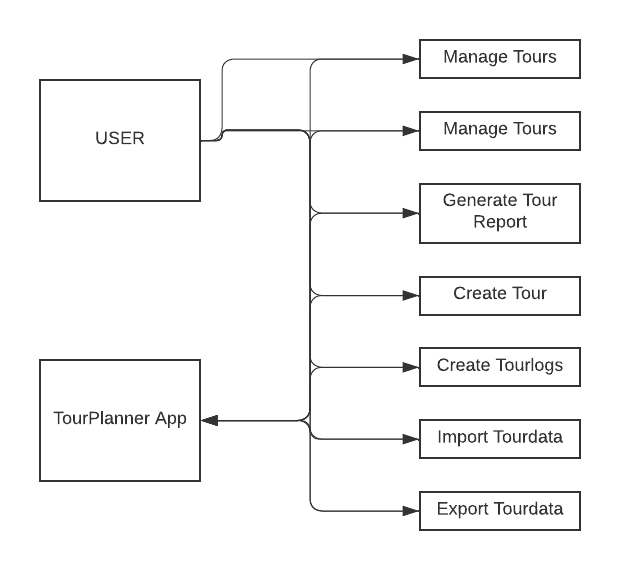 USER
Manage Tours
Manage Tours
Generate Tour
Report
Create Tour
Create Tourlogs
TourPlanner App
Import Tourdata
Export Tourdata